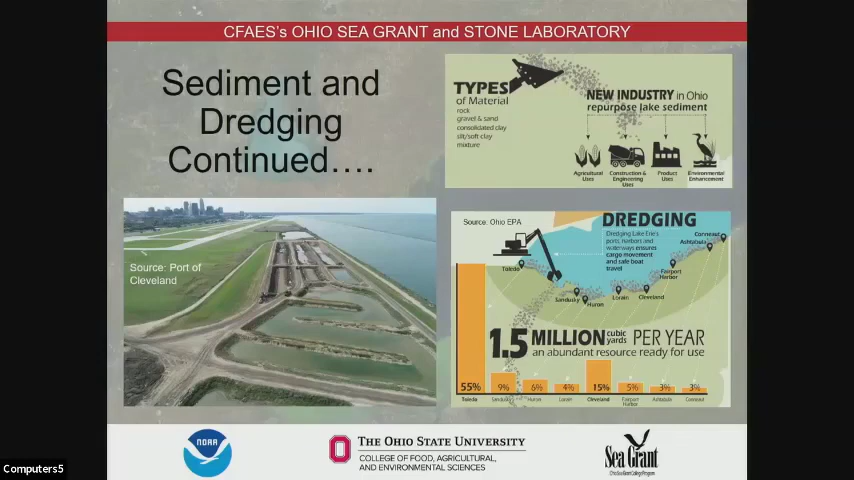 CFAES's OHIO SEA GRANT and STONE LABORATORY
Sediment and
Dredging
Continued....
TYPES
of Material
rock
gravel & sand
consolidated clay
silt/soft clay
mixture
NEW INDUSTRY in Ohio
repurpose lake sediment
Agricultural
Uses
Construction &
Engineering
Uses
Product
Uses
Environmental
Enhancement
Source: Port of
Cleveland
Source: Ohio EPA
DREDGING
Dredging Lake Erie's
ports, harbors and
waterways ensures
cargo movement
and safe boat
travel
Toledo
Sandusky
Huron
Lorain
Cleveland
Fairport
Harbor
Ashtabula
Conneaut
1.5 MILLION cubic yards PER YEAR
an abundant resource ready for use
55% 9% 6% 4% 15% 5% 3% 3%
Toledo Sandusky Huron Lorain Cleveland Fairport Harbor Ashtabula Conneaut
NOAA
THE OHIO STATE UNIVERSITY
COLLEGE OF FOOD, AGRICULTURAL,
AND ENVIRONMENTAL SCIENCES
Sea Grant
Ohio Sea Grant College Program
Computers5